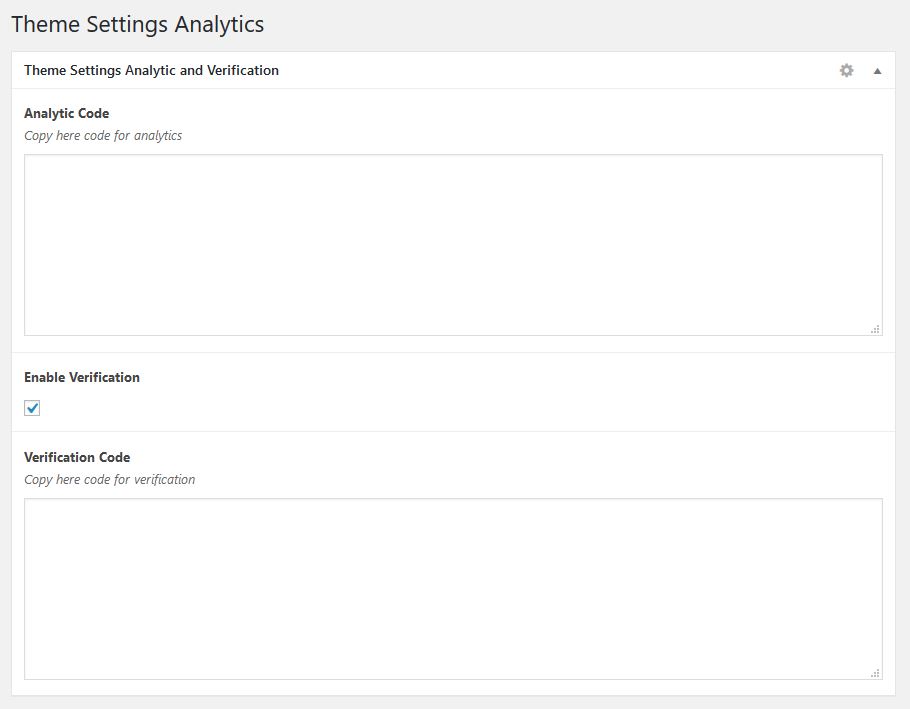 Theme Settings Analytics
Theme Settings Analytic and Verification
Analytic Code
Copy here code for analytics
Enable Verification
Verification Code
Copy here code for verification